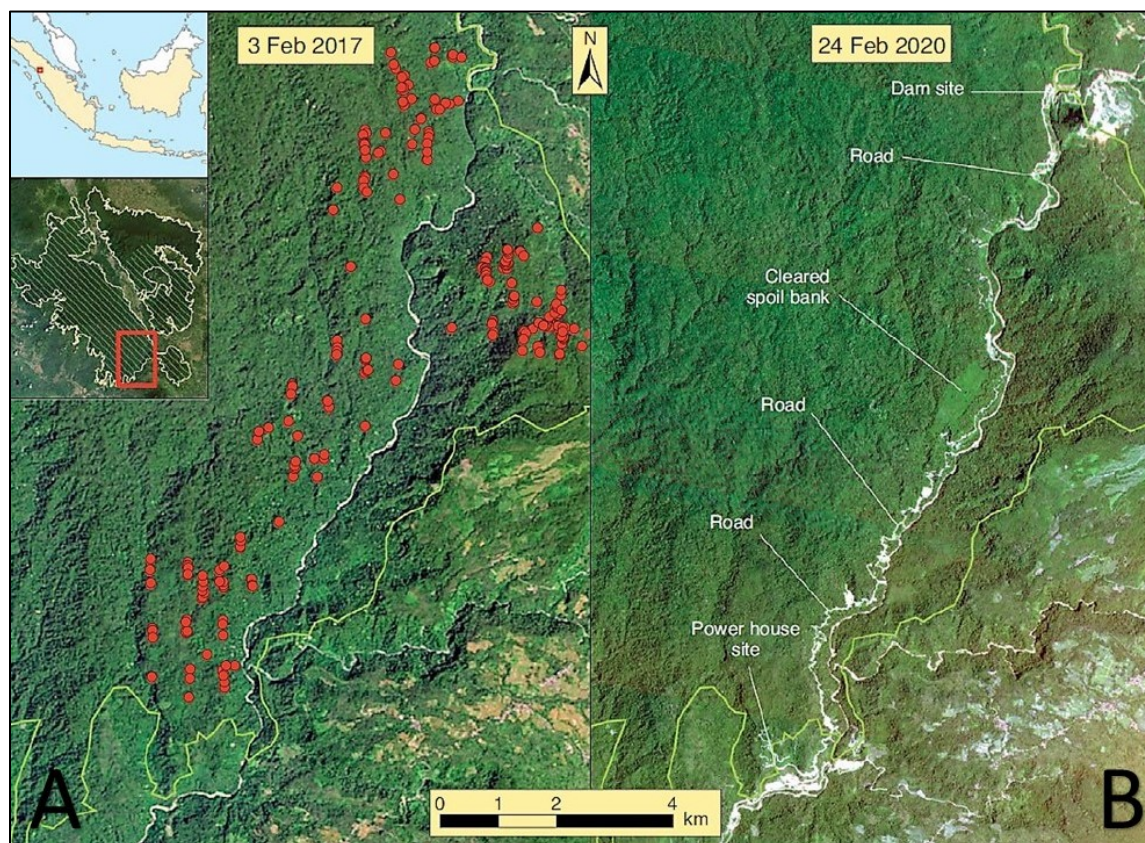 3 Feb 2017
N
24 Feb 2020
Dam site
Road
Cleared
spoil bank
Road
Road
Power house
site
A
0 1 2 4
km
B